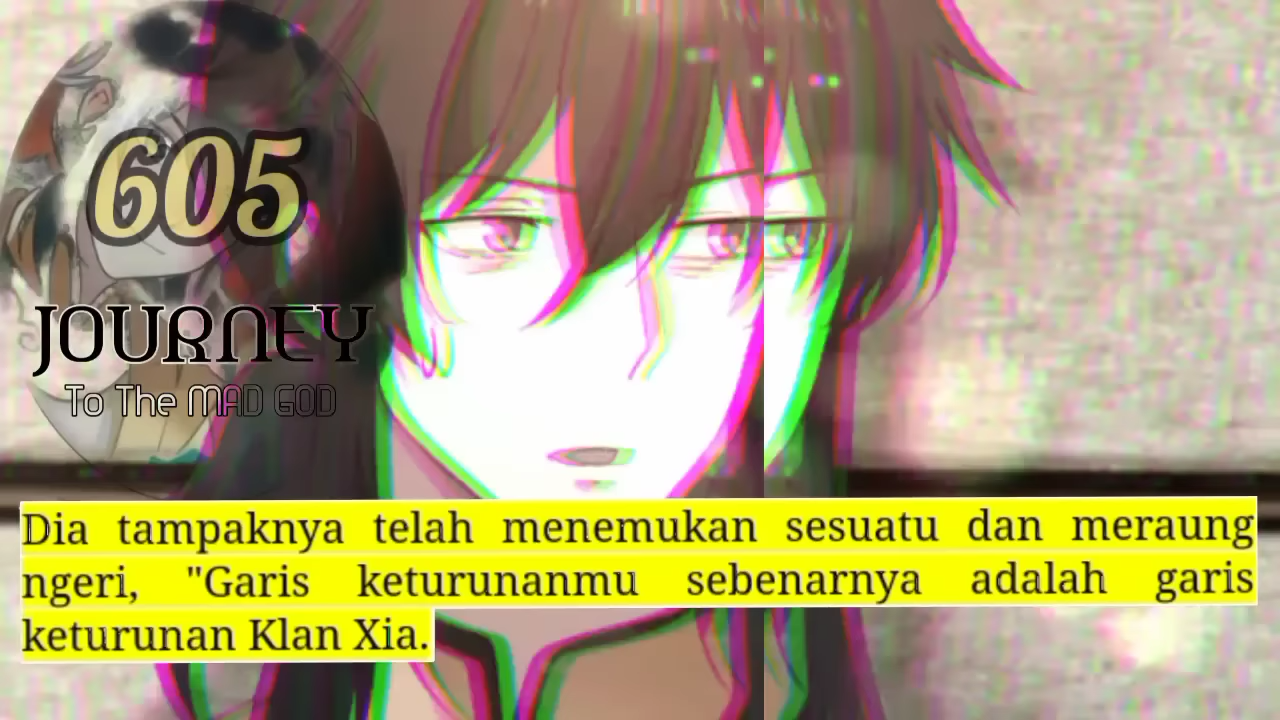 605
JOURNEY
To The MAD GOD
Dia tampaknya telah menemukan sesuatu dan meraung
ngeri, "Garis keturunanmu sebenarnya adalah garis
keturunan Klan Xia.